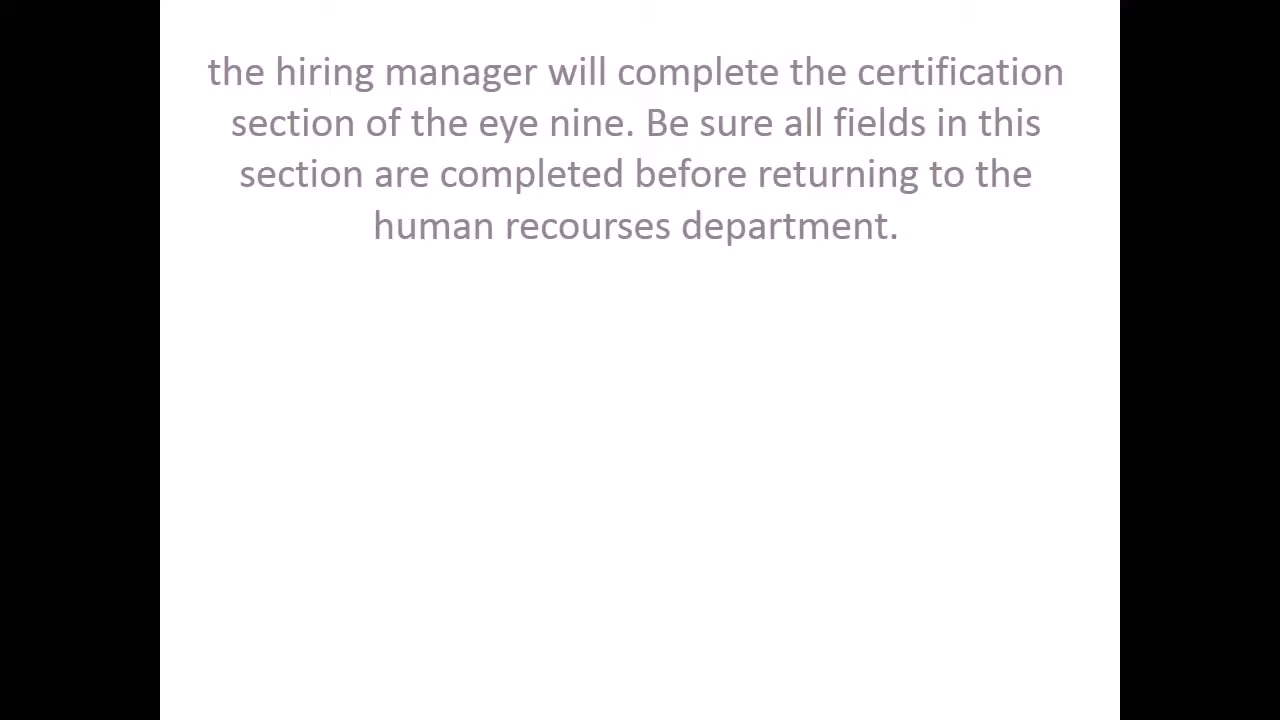 the hiring manager will complete the certification
section of the eye nine. Be sure all fields in this
section are completed before returning to the
human recourses department.